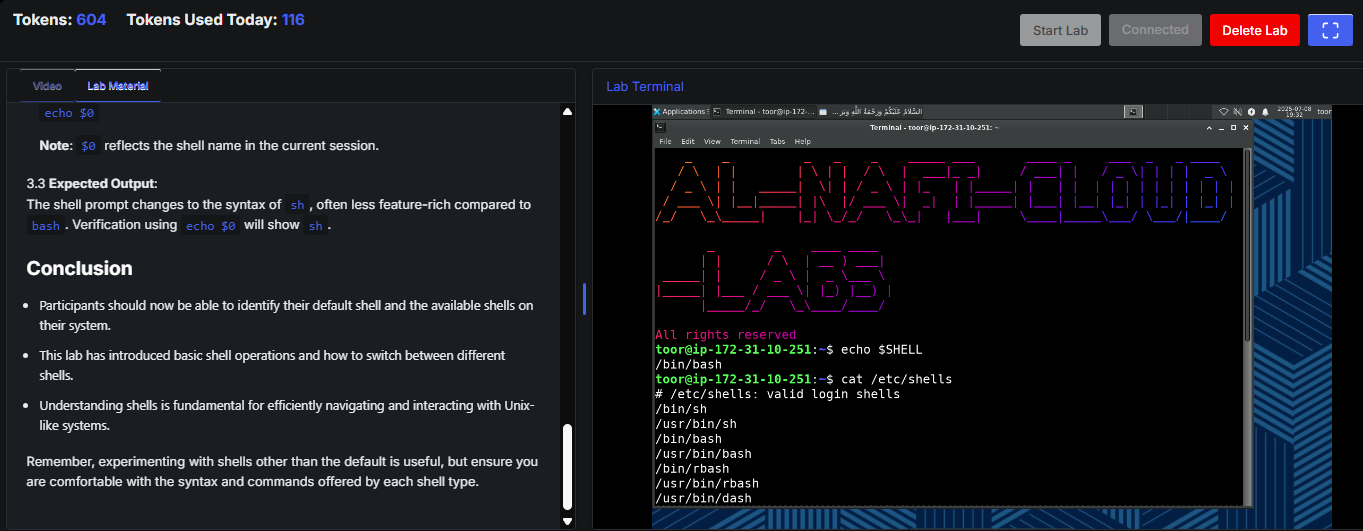 Tokens: 604 Tokens Used Today: 116
Start Lab
Connected
Delete Lab
Video
Lab Material
echo $0
Note: $0 reflects the shell name in the current session.
3.3 Expected Output:
The shell prompt changes to the syntax of sh , often less feature-rich compared to
bash . Verification using echo $0 will show sh .
Conclusion
Participants should now be able to identify their default shell and the available shells on
their system.
This lab has introduced basic shell operations and how to switch between different
shells.
Understanding shells is fundamental for efficiently navigating and interacting with Unix-
like systems.
Remember, experimenting with shells other than the default is useful, but ensure you
are comfortable with the syntax and commands offered by each shell type.
Lab Terminal
Applications
Terminal - toor@ip-172-...
السَّلَامُ عَلَيْكُمْ وَرَحْمَةُ اللَّهِ وَبَرَ...
2025-07-08
19:32
toor
Terminal - toor@ip-172-31-10-251: ~
File Edit View Terminal Tabs Help
AL-NAFI-CLOUD
-LABS
All rights reserved
toor@ip-172-31-10-251:~$ echo $SHELL
/bin/bash
toor@ip-172-31-10-251:~$ cat /etc/shells
# /etc/shells: valid login shells
/bin/sh
/usr/bin/sh
/bin/bash
/usr/bin/bash
/bin/rbash
/usr/bin/rbash
/usr/bin/dash